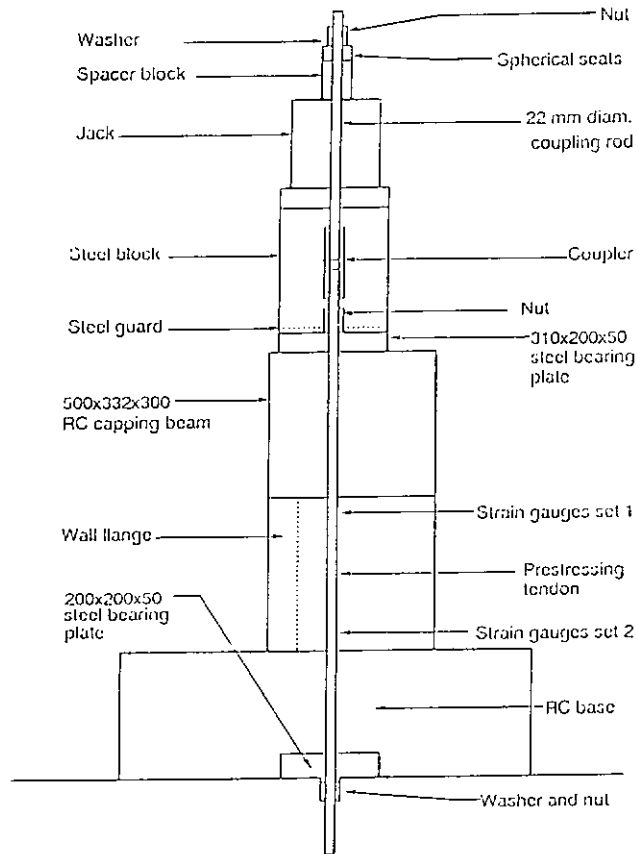 Nut
Washer
Spherical seats
Spacer block
22 mm diam.
coupling rod
Jack
Steel block
Coupler
Nut
Steel guard
310x200x50
steel bearing
plate
500x332x300
RC capping beam
Strain gauges set 1
Wall flange
Prestressing
tendon
200x200x50
steel bearing
plate
Strain gauges set 2
RC base
Washer and nut